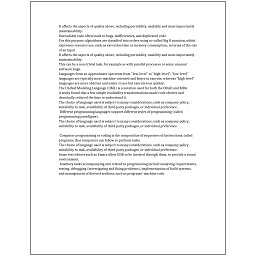 It affects the aspects of quality above, including portability, usability and most importantly
maintainability.
Unreadable code often leads to bugs, inefficiencies, and duplicated code.
For this purpose, algorithms are classified into orders using so-called Big O notation, which
expresses resource use, such as execution time or memory consumption, in terms of the size
of an input.
It affects the aspects of quality above, including portability, usability and most importantly
maintainability.
This can be a non-trivial task, for example as with parallel processes or some unusual
software bugs.
Languages form an approximate spectrum from "low-level" to "high-level"; "low-level"
languages are typically more machine-oriented and faster to execute, whereas "high-level"
languages are more abstract and easier to use but execute less quickly.
The Unified Modeling Language (UML) is a notation used for both the OOAD and MDA.
A study found that a few simple readability transformations made code shorter and
drastically reduced the time to understand it.
The choice of language used is subject to many considerations, such as company policy,
suitability to task, availability of third-party packages, or individual preference.
Different programming languages support different styles of programming (called
programming paradigms).
The choice of language used is subject to many considerations, such as company policy,
suitability to task, availability of third-party packages, or individual preference.
Computer programming or coding is the composition of sequences of instructions, called
programs, that computers can follow to perform tasks.
The choice of language used is subject to many considerations, such as company policy,
suitability to task, availability of third-party packages, or individual preference.
Some text editors such as Emacs allow GDB to be invoked through them, to provide a visual
environment.
Auxiliary tasks accompanying and related to programming include analyzing requirements,
testing, debugging (investigating and fixing problems), implementation of build systems,
and management of derived artifacts, such as programs' machine code.